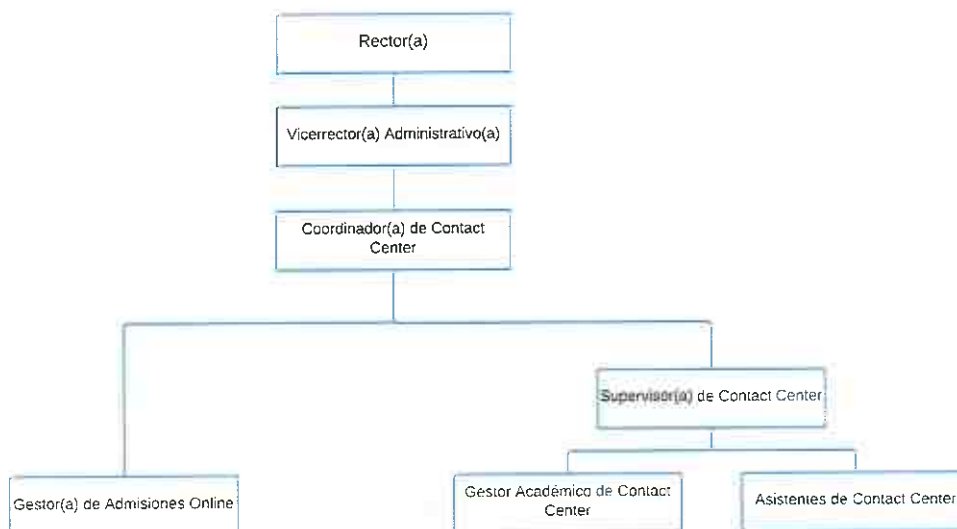 Rector(a)
Vicerrector(a) Administrativo(a)
Coordinador(a) de Contact
Center
Supervisor(a) de Contact Center
Gestor(a) de Admisiones Online
Gestor Académico de Contact
Center
Asistentes de Contact Center